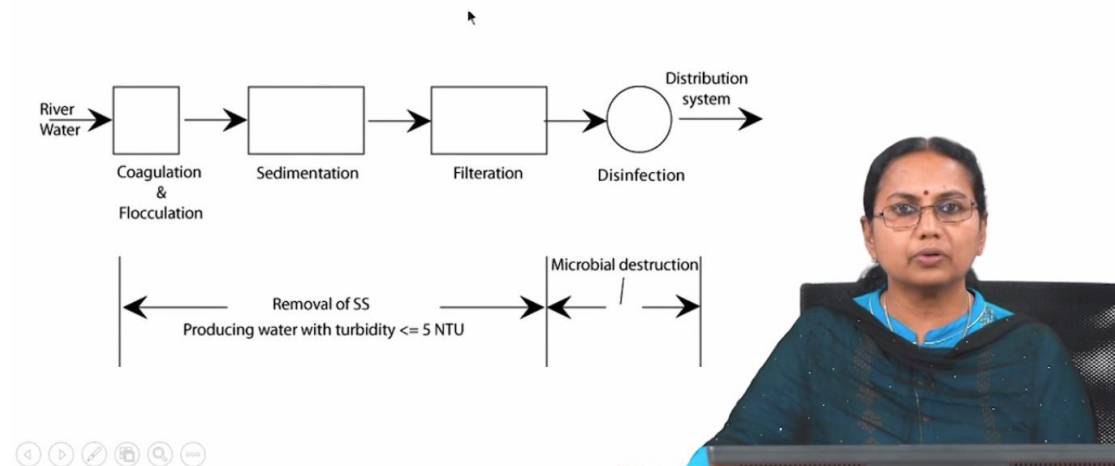 River
Water
Coagulation
&
Flocculation
Sedimentation
Filteration
Disinfection
Distribution
system
Removal of SS
Producing water with turbidity <= 5 NTU
Microbial destruction